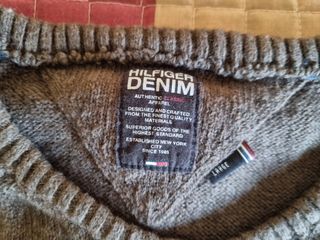 HILFIGER
DENIM
AUTHENTIC CLASSIC
APPAREL
DESIGNED AND CRAFTED
FROM THE FINEST QUALITY
MATERIALS
SUPERIOR GOODS OF THE
HIGHEST STANDARD
ESTABLISHED NEW YORK
CITY
SINCE 1985
LARGE